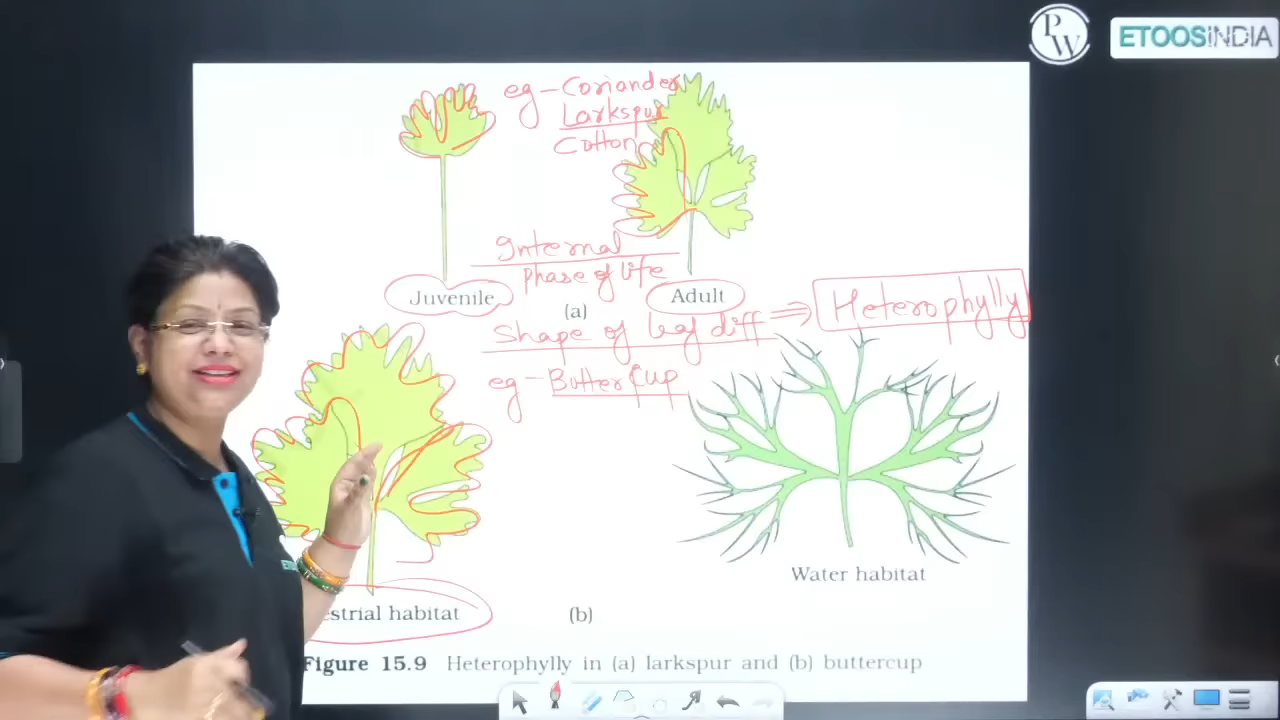 PW
ETOOSINDIA
eg - Coriander
Larkspur
Cotton
Internal
Phase of life
Juvenile
(a)
Adult
Shape of leaf diff ⇒ Heterophylly
eg - Buttercup
Water habitat
estrial habitat
(b)
Figure 15.9 Heterophylly in (a) larkspur and (b) buttercup